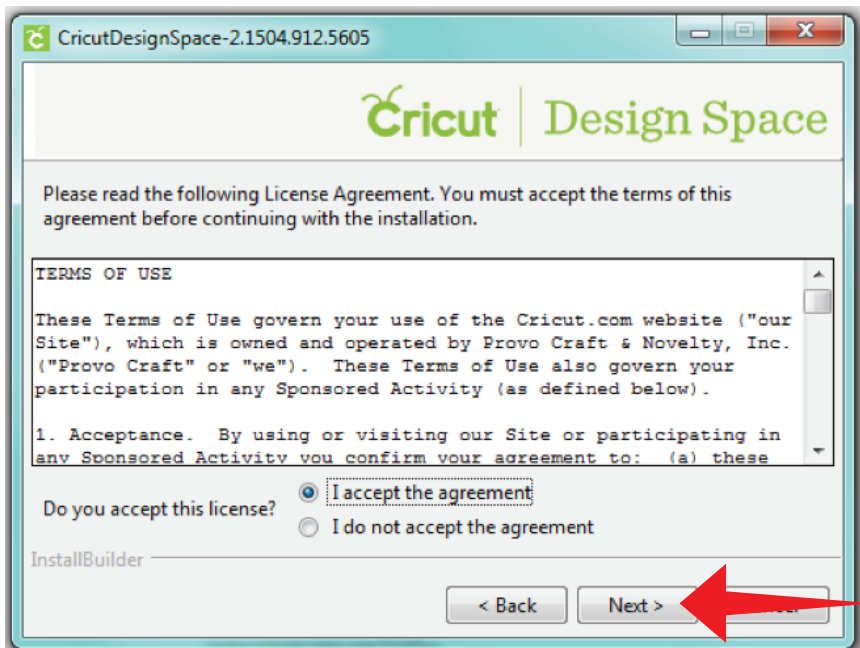 CricutDesignSpace-2.1504.912.5605
Cricut | Design Space
Please read the following License Agreement. You must accept the terms of this
agreement before continuing with the installation.
TERMS OF USE
These Terms of Use govern your use of the Cricut.com website ("our
Site"), which is owned and operated by Provo Craft & Novelty, Inc.
("Provo Craft" or "we").  These Terms of Use also govern your
participation in any Sponsored Activity (as defined below).
1. Acceptance.  By using or visiting our Site or participating in
any Sponsored Activity you confirm your agreement to:  (a) these
Do you accept this license?
I accept the agreement
I do not accept the agreement
InstallBuilder
< Back
Next >